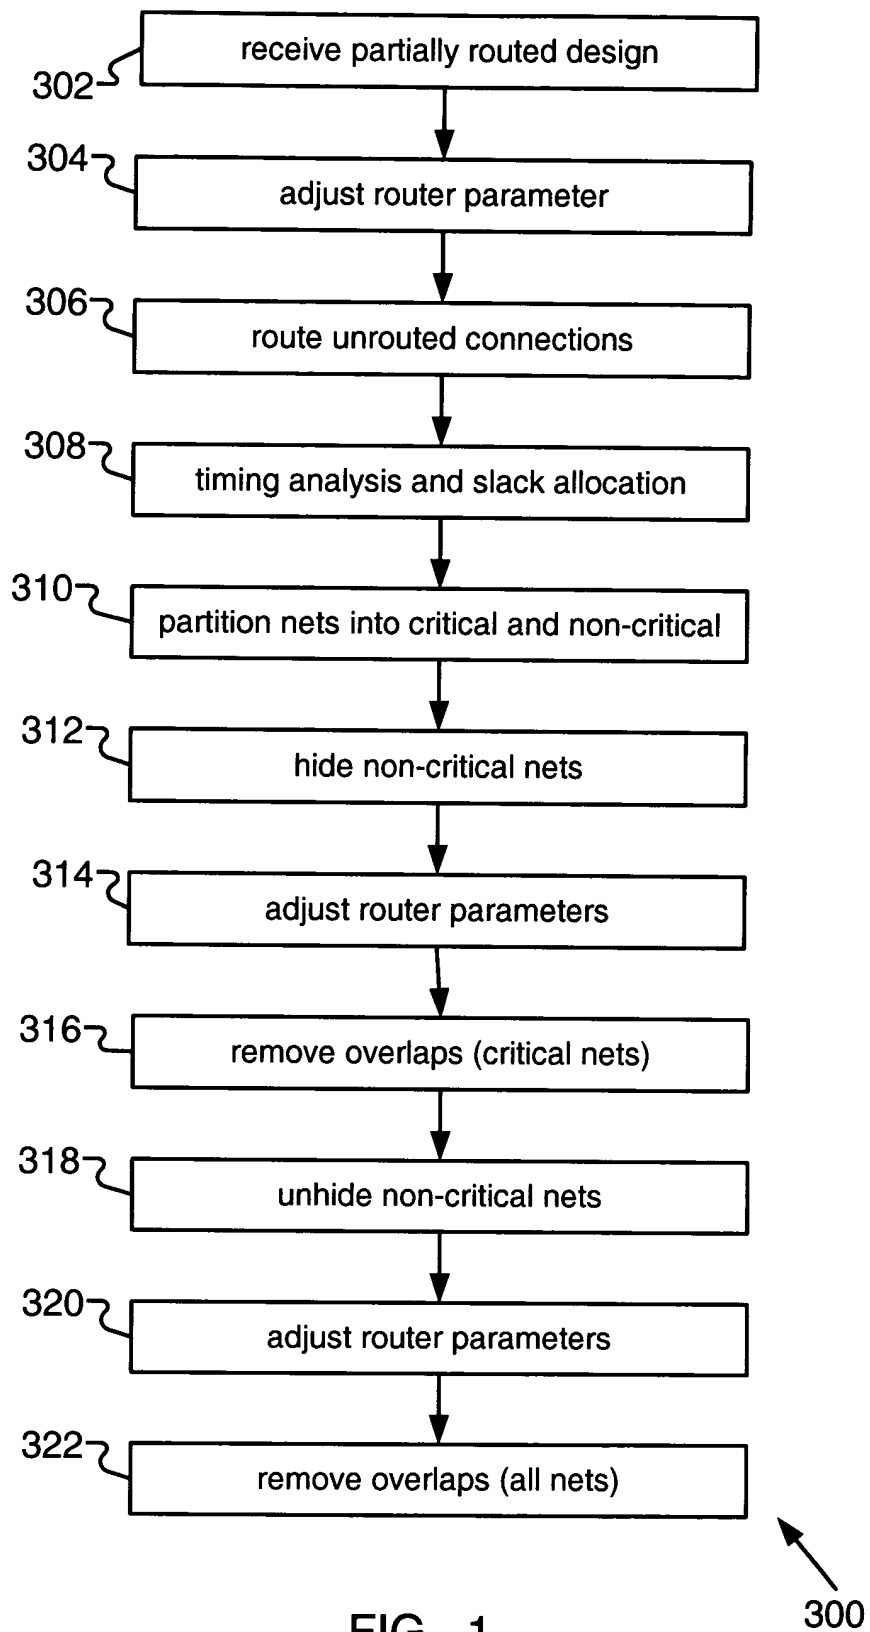 receive partially routed design
302
304
adjust router parameter
306
route unrouted connections
308
timing analysis and slack allocation
310
partition nets into critical and non-critical
312
hide non-critical nets
314
adjust router parameters
316
remove overlaps (critical nets)
318
unhide non-critical nets
320
adjust router parameters
322
remove overlaps (all nets)
300
FIG. 1